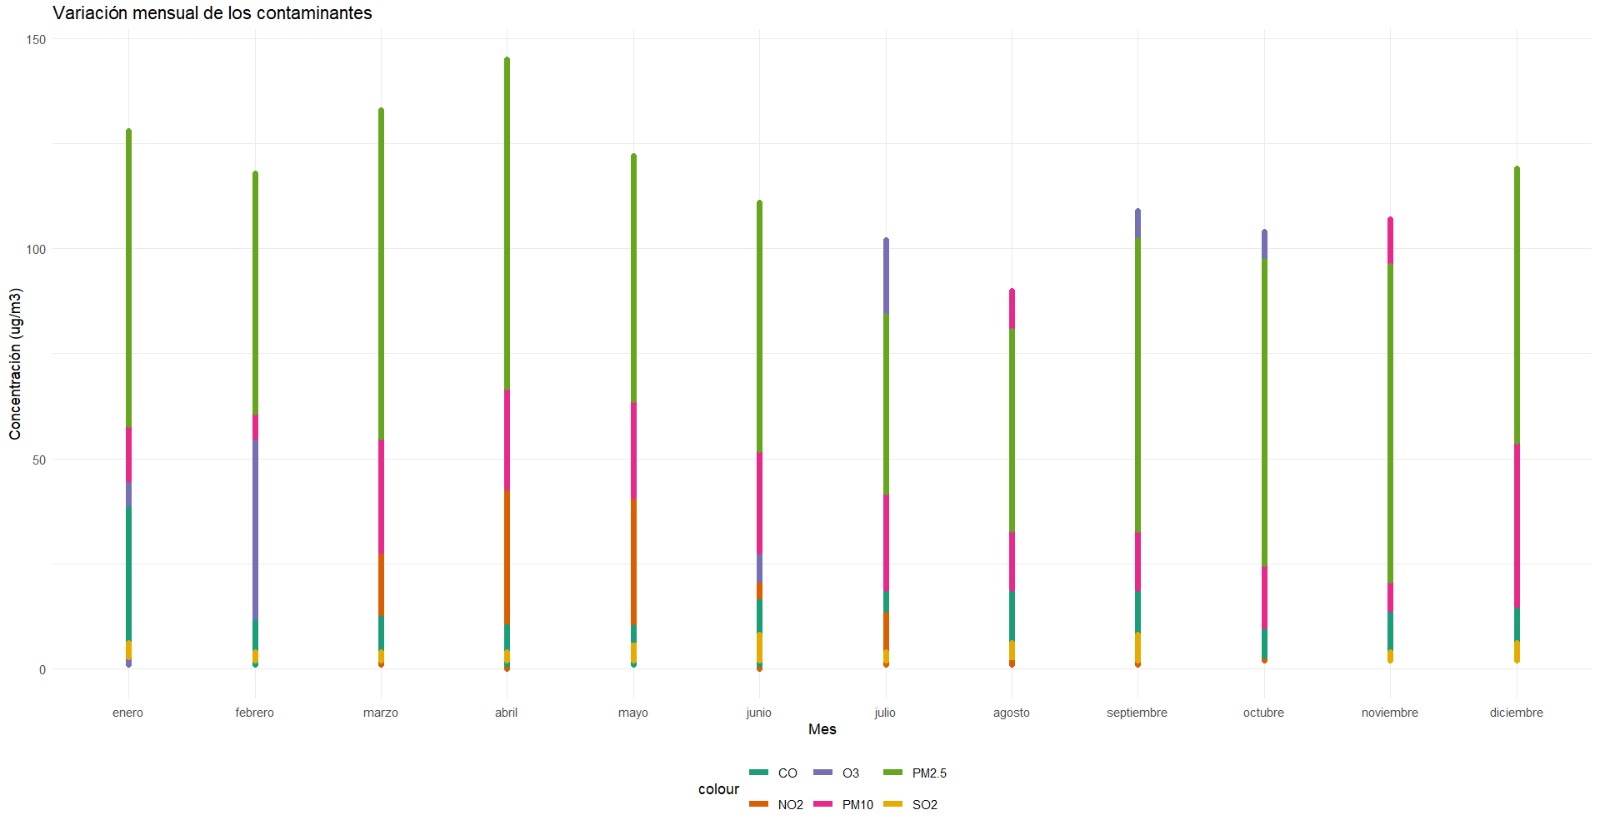 Variación mensual de los contaminantes
150
100
50
0
Concentración (ug/m3)
enero febrero marzo abril mayo junio julio agosto septiembre octubre noviembre diciembre
Mes
colour
CO O3 PM2.5
NO2 PM10 SO2